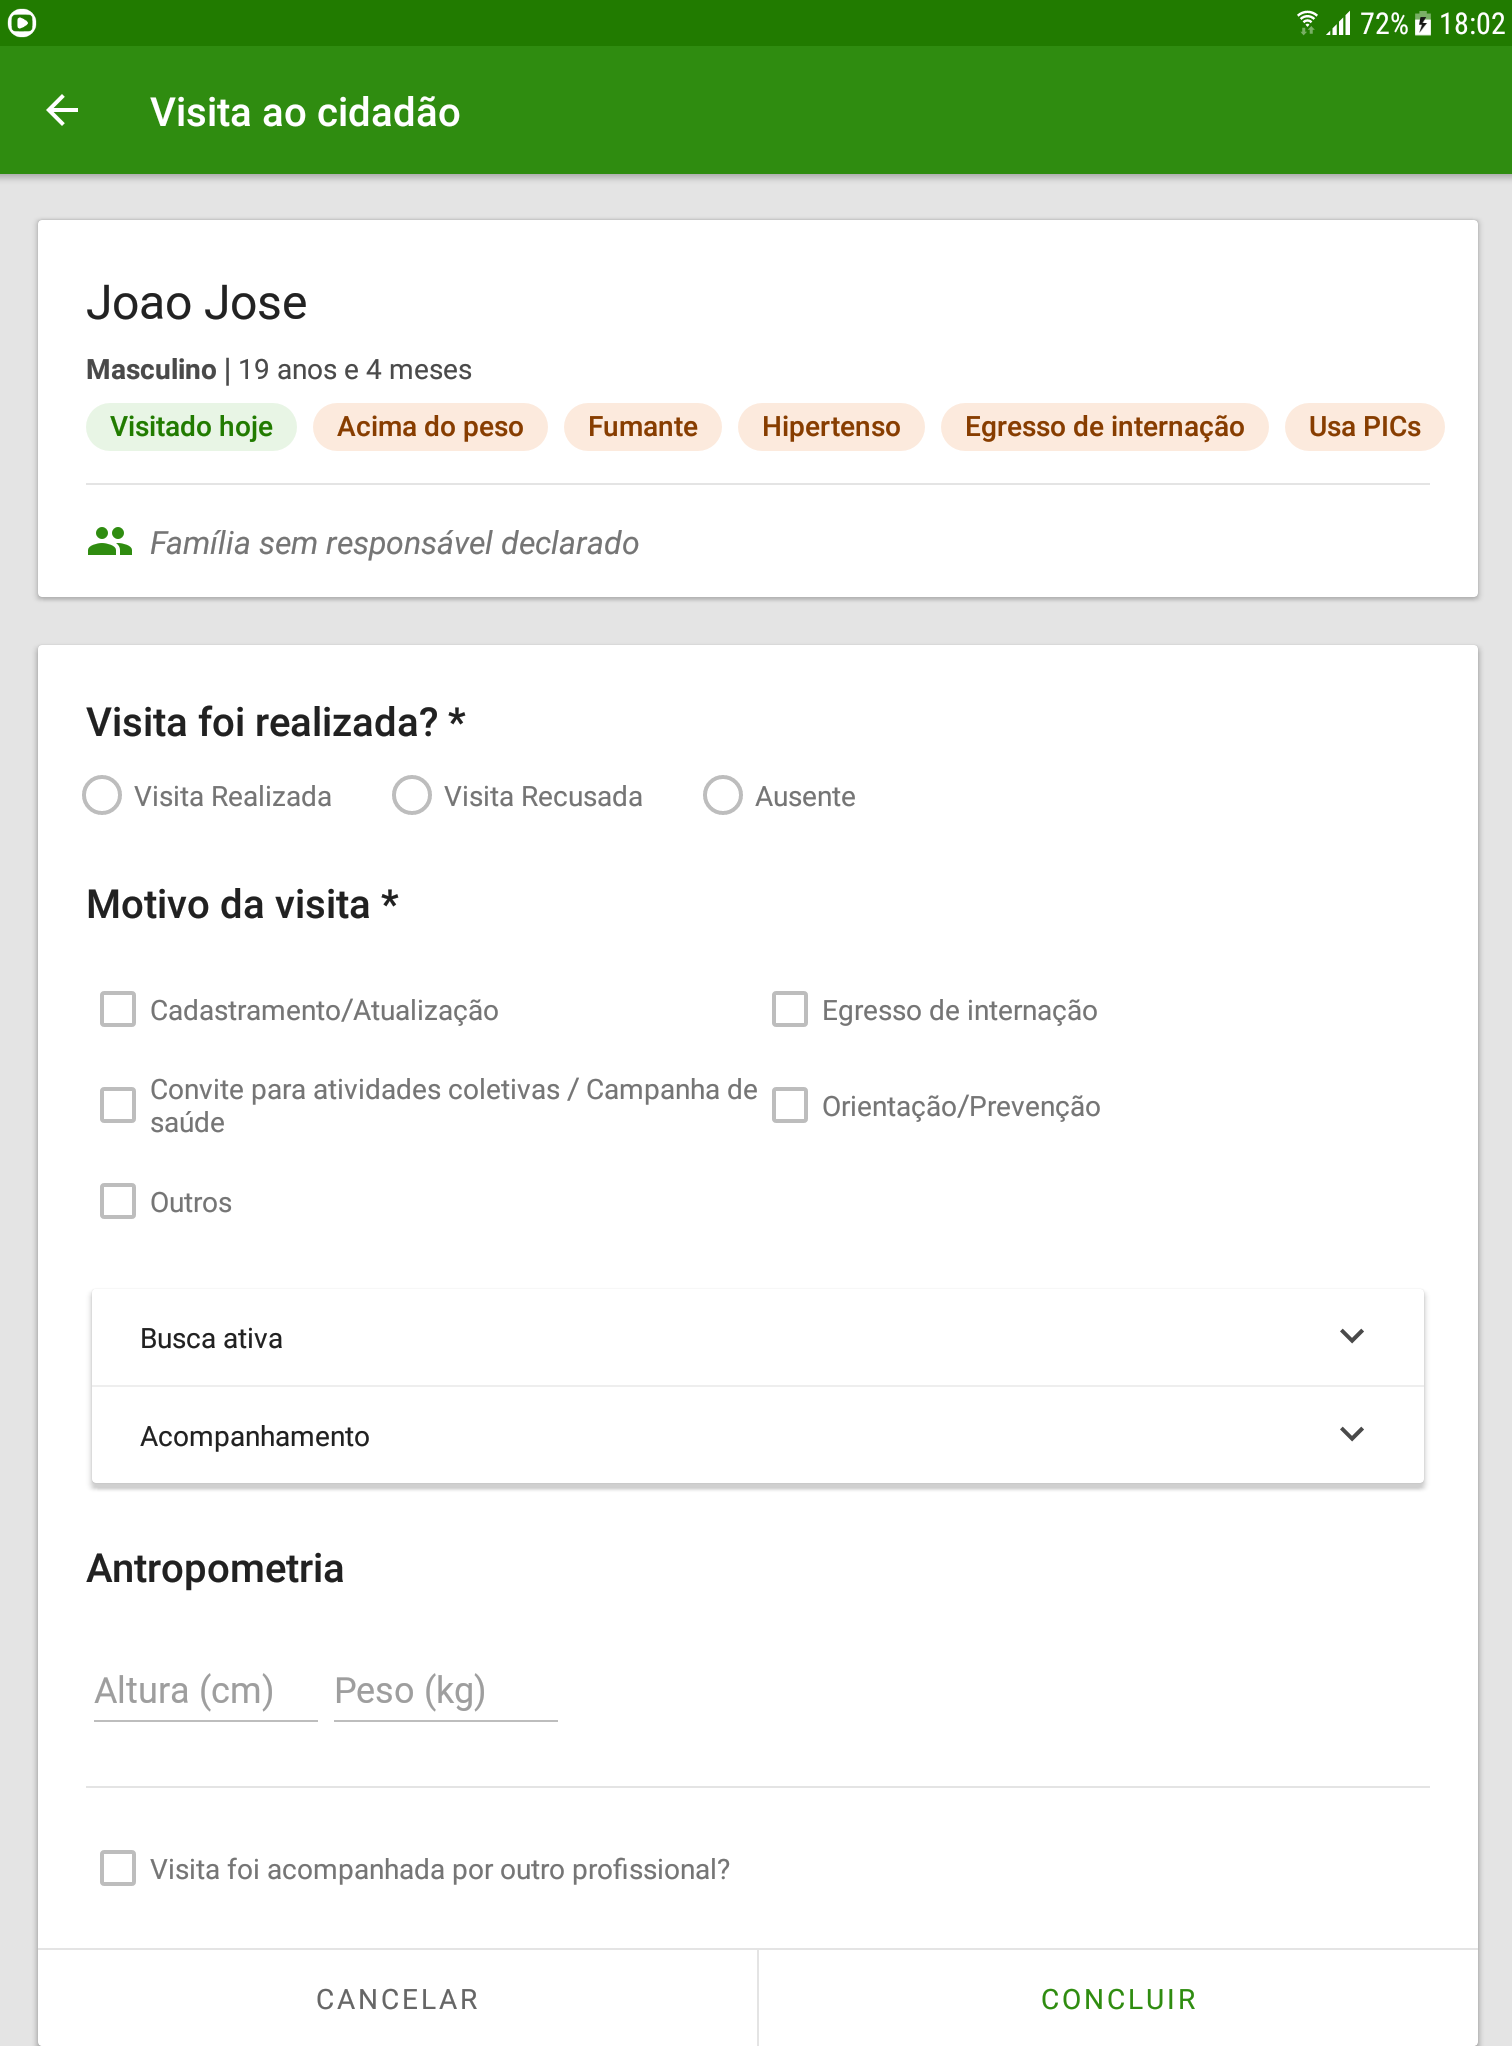 72% 18:02
Visita ao cidadão
Joao Jose
Masculino | 19 anos e 4 meses
Visitado hoje Acima do peso Fumante Hipertenso Egresso de internação Usa PICs
Família sem responsável declarado
Visita foi realizada? *
Visita Realizada Visita Recusada Ausente
Motivo da visita *
Cadastramento/Atualização Egresso de internação
Convite para atividades coletivas / Campanha de
saúde
Orientação/Prevenção
Outros
Busca ativa
Acompanhamento
Antropometria
Altura (cm) Peso (kg)
Visita foi acompanhada por outro profissional?
CANCELAR CONCLUIR